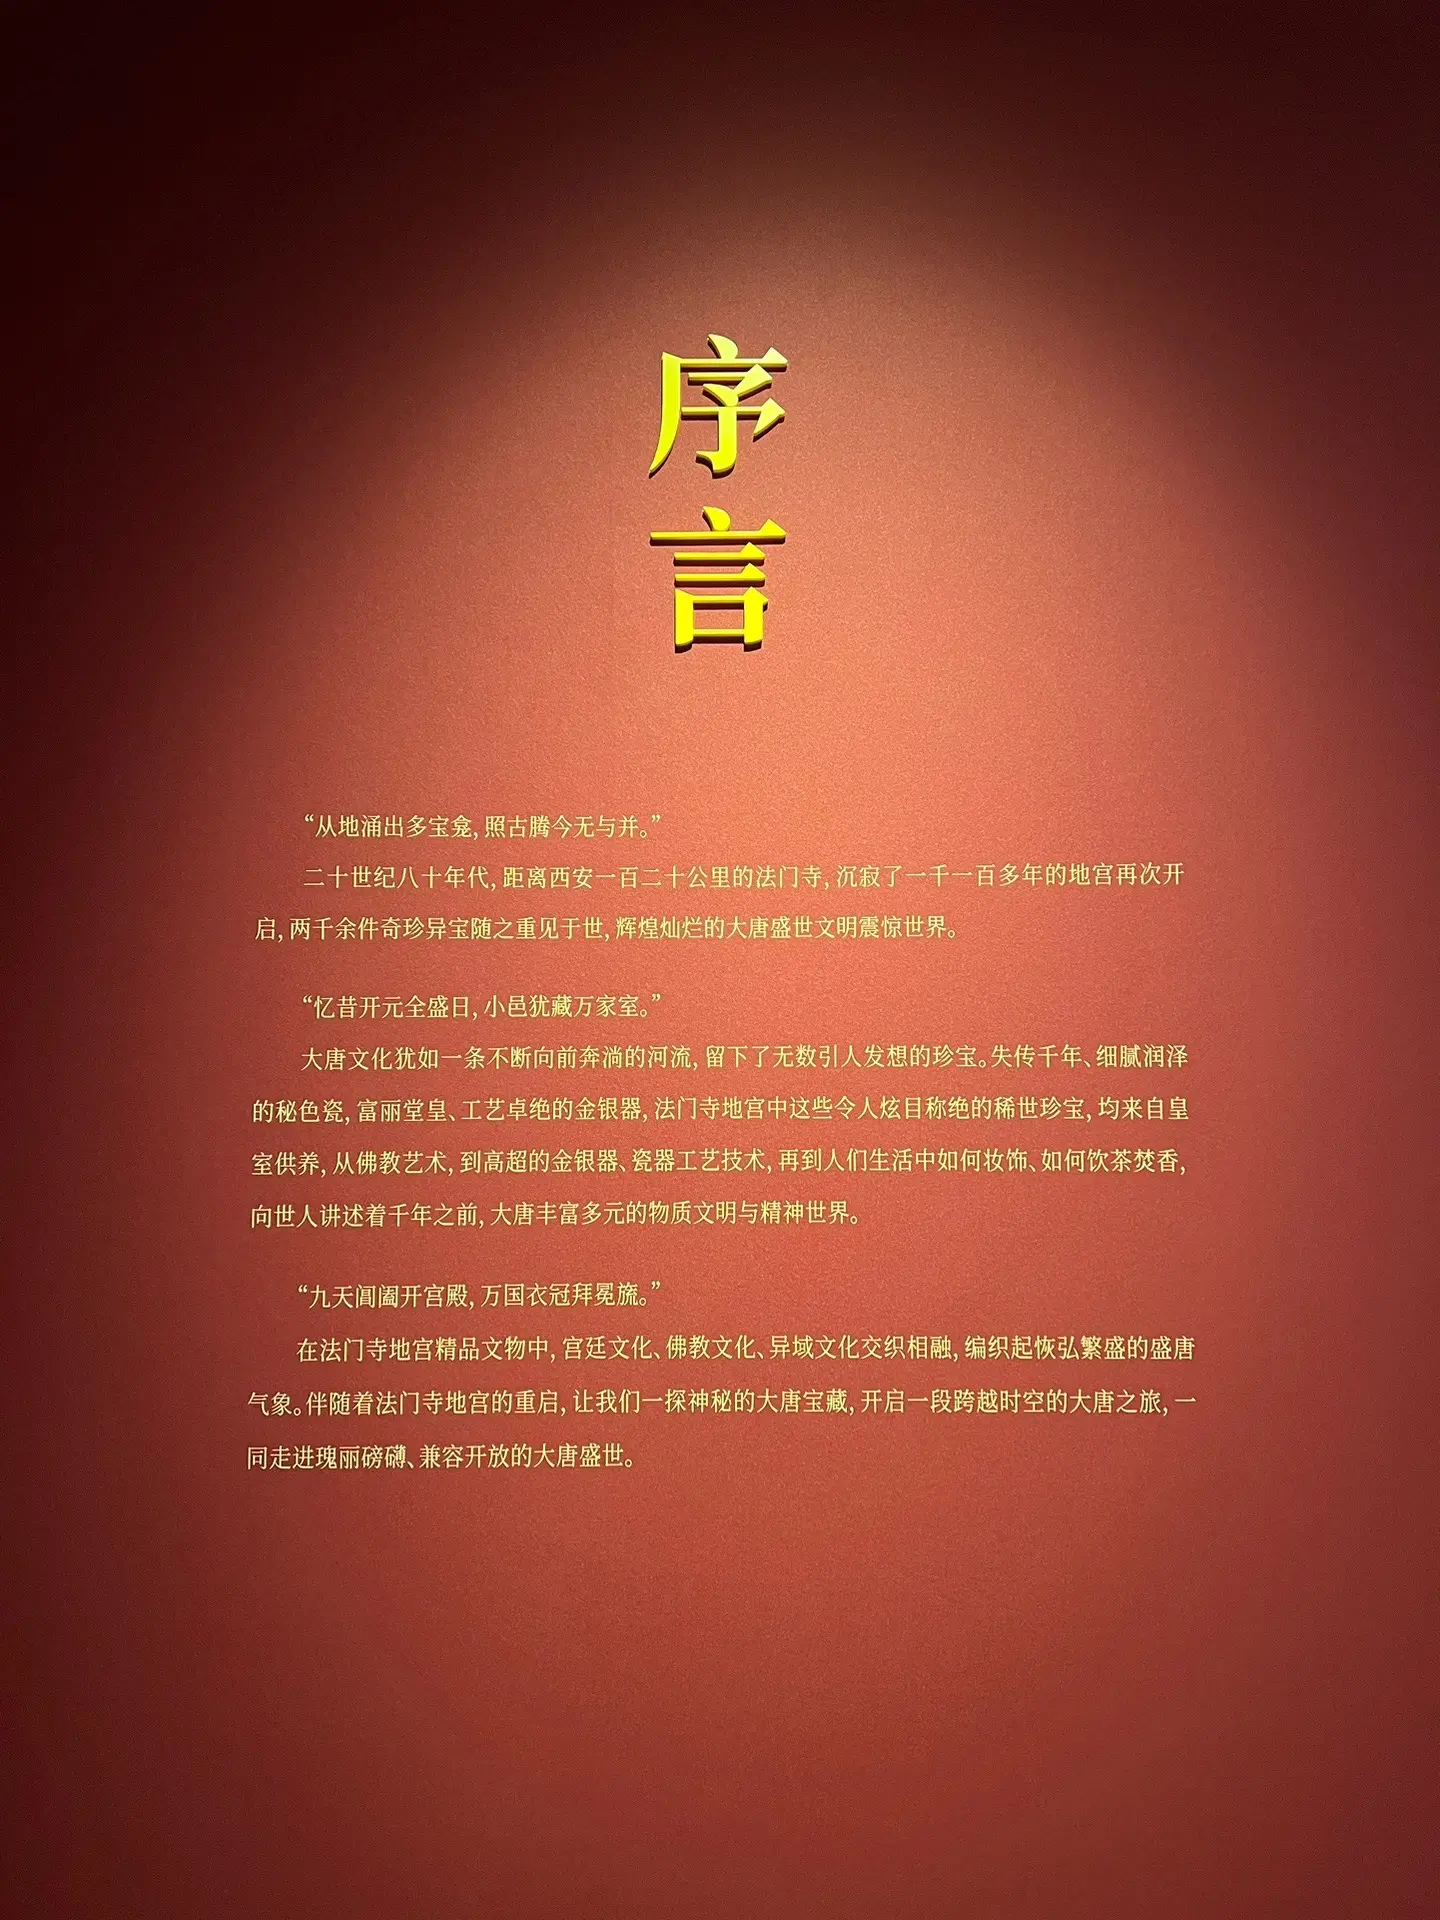 序
言
“从地涌出多宝龛，照古腾今无与并。”
二十世纪八十年代，距离西安一百二十公里的法门寺，沉寂了一千一百多年的地宫再次开
启，两千余件奇珍异宝随之重见于世，辉煌灿烂的大唐盛世文明震惊世界。
“忆昔开元全盛日，小邑犹藏万家室。”
大唐文化犹如一条不断向前奔淌的河流，留下了无数引人发想的珍宝。失传千年、细腻润泽
的秘色瓷，富丽堂皇、工艺卓绝的金银器，法门寺地宫中这些令人炫目称绝的稀世珍宝，均来自皇
室供养，从佛教艺术，到高超的金银器、瓷器工艺技术，再到人们生活中如何妆饰、如何饮茶焚香，
向世人讲述着千年之前，大唐丰富多元的物质文明与精神世界。
“九天阊阖开宫殿，万国衣冠拜冕旒。”
在法门寺地宫精品文物中，宫廷文化、佛教文化、异域文化交织相融，编织起恢弘繁盛的盛唐
气象。伴随着法门寺地宫的重启，让我们一探神秘的大唐宝藏，开启一段跨越时空的大唐之旅，一
同走进瑰丽磅礴、兼容开放的大唐盛世。